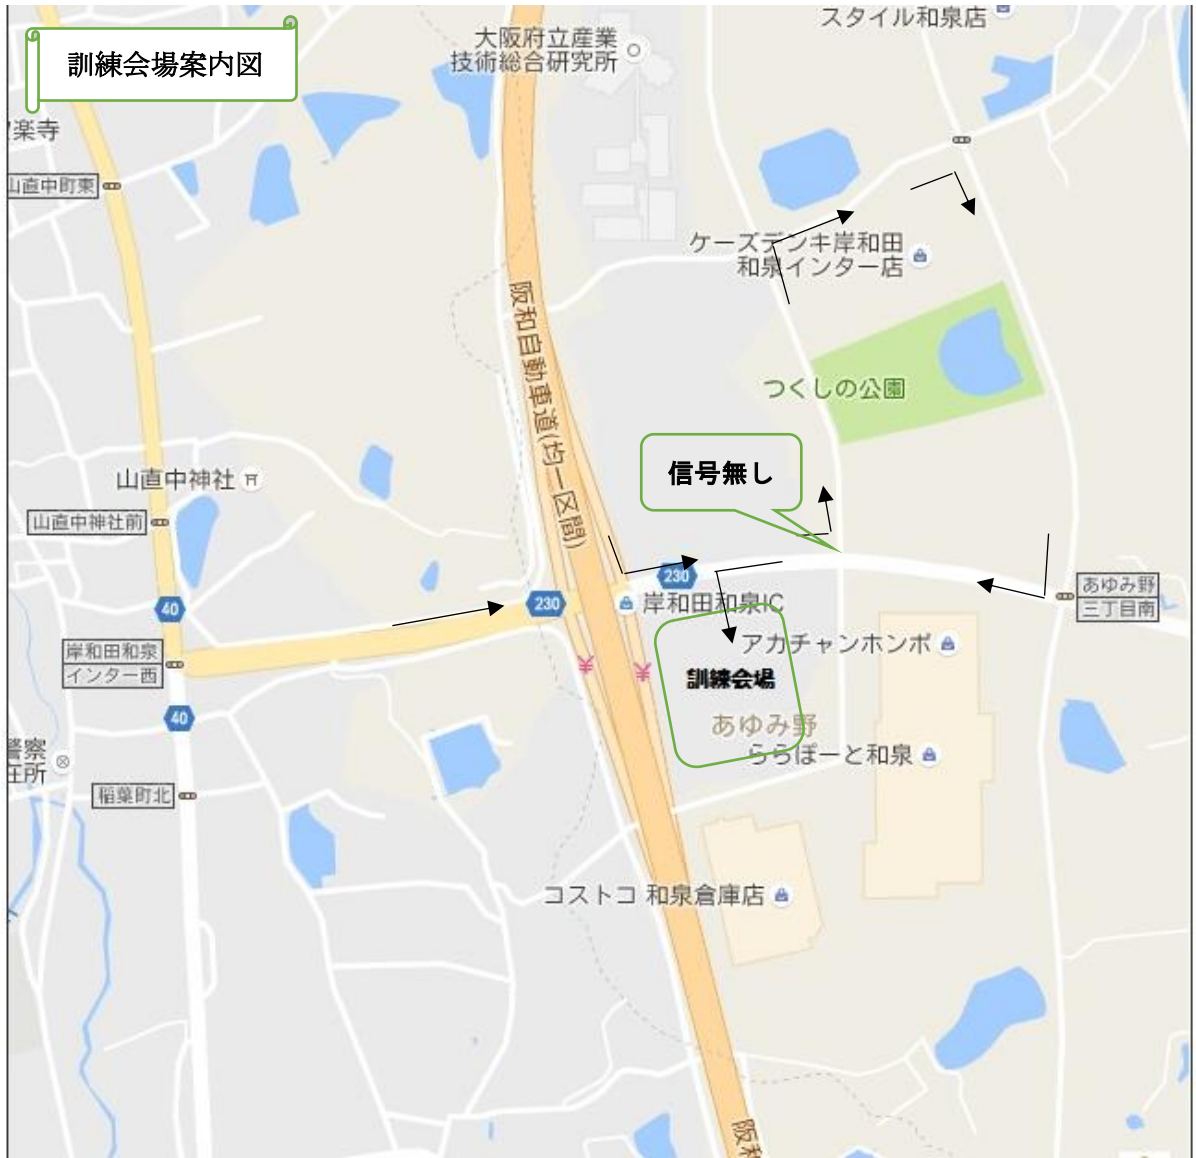 訓練会場案内図
スタイル和泉店
大阪府立産業
技術総合研究所
楽寺
山直中町東
ケーズデンキ岸和田
和泉インター店
阪和自動車道(均一区間)
つくしの公園
信号無し
山直中神社
山直中神社前
230
230
岸和田和泉IC
あゆみ野
三丁目南
40
岸和田和泉
インター西
アカチャンホンポ
訓練会場
あゆみ野
ららぽーと和泉
40
警察
在所
稲葉町北
コストコ 和泉倉庫店
阪和